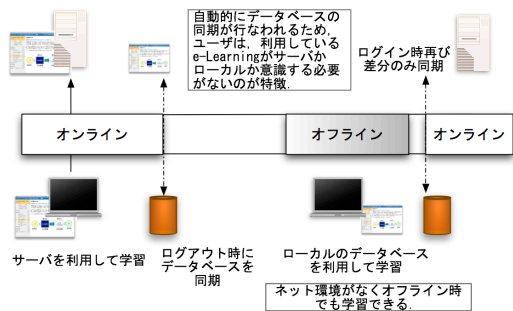 自動的にデータベースの
同期が行なわれるため,
ユーザは, 利用している
e-Learningがサーバか
ローカルか意識する必要
がないのが特徴.
ログイン時再び
差分のみ同期
オンライン
オフライン
オンライン
サーバを利用して学習
ログアウト時に
データベースを
同期
ローカルのデータベース
を利用して学習
ネット環境がなくオフライン時
でも学習できる.